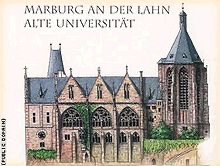 MARBURG AN DER LAHN
ALTE UNIVERSITÄT
[PUBLIC DOMAIN]